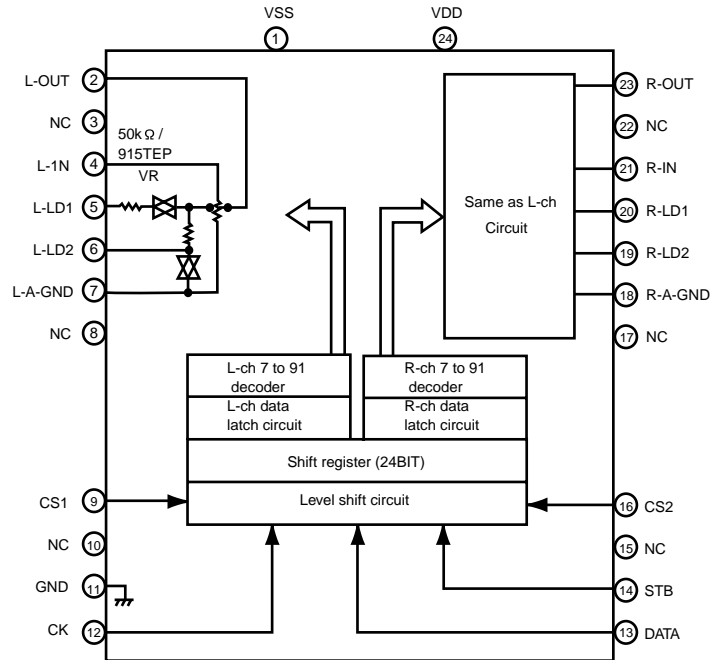 VSS
VDD
1
24
L-OUT 2
23 R-OUT
NC 3
22 NC
50kΩ /
915TEP
VR
L-1N 4
21 R-IN
L-LD1 5
20 R-LD1
L-LD2 6
19 R-LD2
L-A-GND 7
18 R-A-GND
NC 8
17 NC
Same as L-ch
Circuit
L-ch 7 to 91
decoder
R-ch 7 to 91
decoder
L-ch data
latch circuit
R-ch data
latch circuit
Shift register (24BIT)
Level shift circuit
CS1 9
16 CS2
NC 10
15 NC
GND 11
14 STB
CK 12
13 DATA